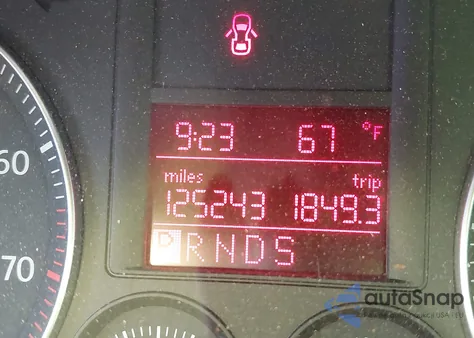 9:23 67 °F
miles trip
125243 1849.3
P R N D S
60
70
autoSnap